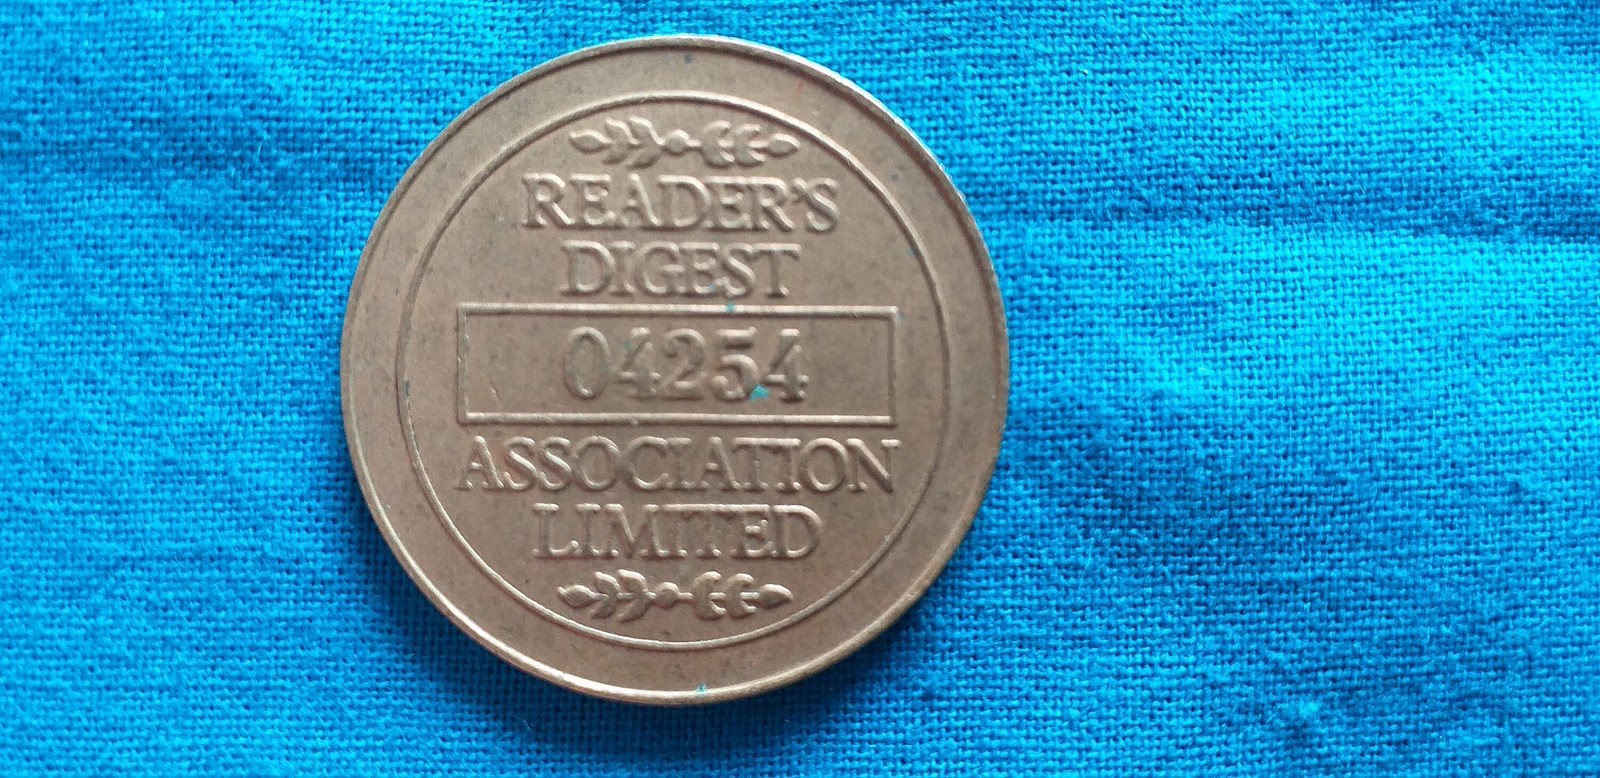 READER'S
DIGEST
04254
ASSOCIATION
LIMITED